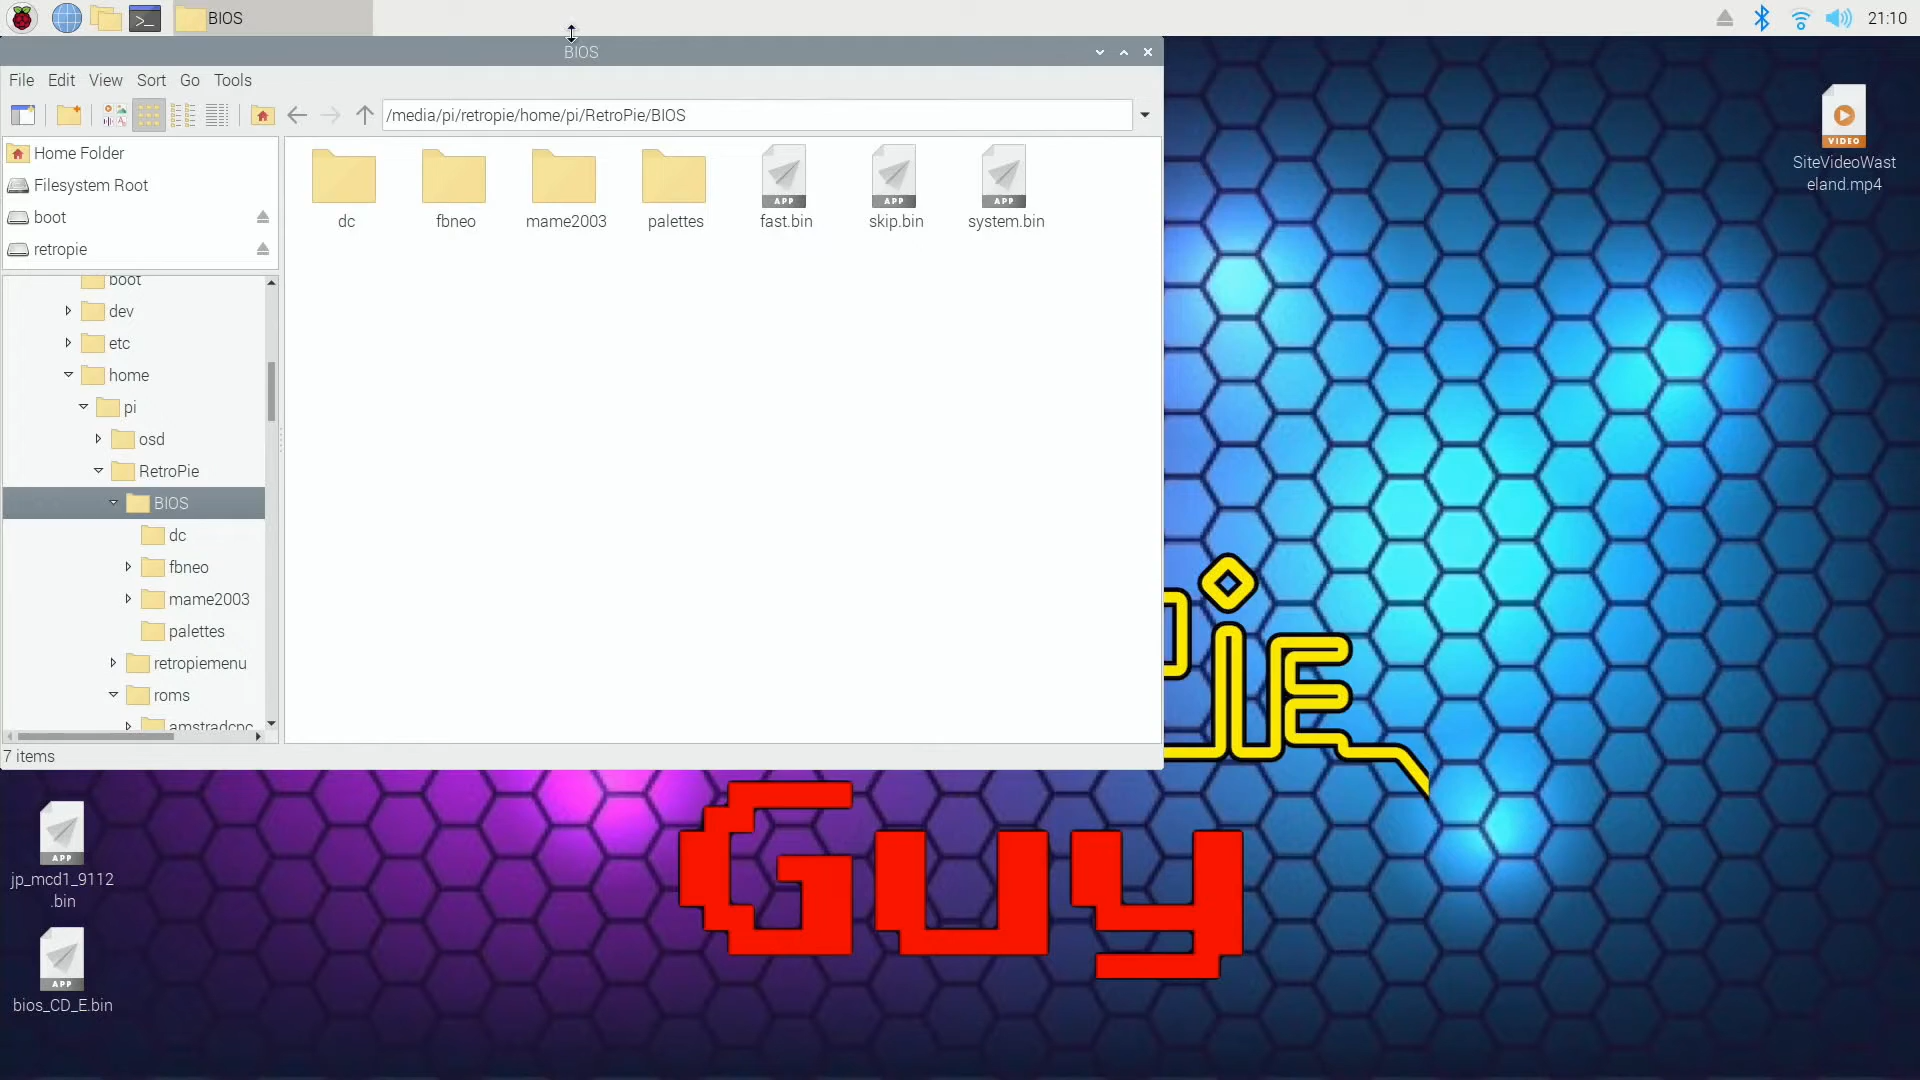 BIOS
21:10
BIOS
File Edit View Sort Go Tools
/media/pi/retropie/home/pi/RetroPie/BIOS
Home Folder
Filesystem Root
boot
retropie
boot
dev
etc
home
pi
osd
RetroPie
BIOS
dc
fbneo
mame2003
palettes
retropiemenu
roms
amstradcpc
7 items
dc
fbneo
mame2003
palettes
APP
fast.bin
APP
skip.bin
APP
system.bin
VIDEO
SiteVideoWast
eland.mp4
APP
jp_mcd1_9112
.bin
APP
bios_CD_E.bin
PiE
Guy